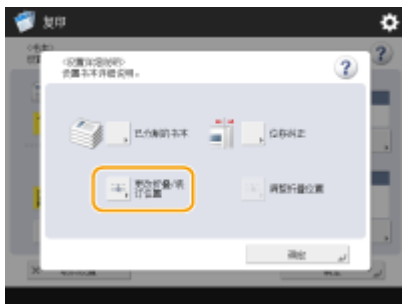 复印
<设置详细说明>
设置书本详细说明。
已分割的书本
位移纠正
更改折叠/装
订位置
调整折叠位置
确定